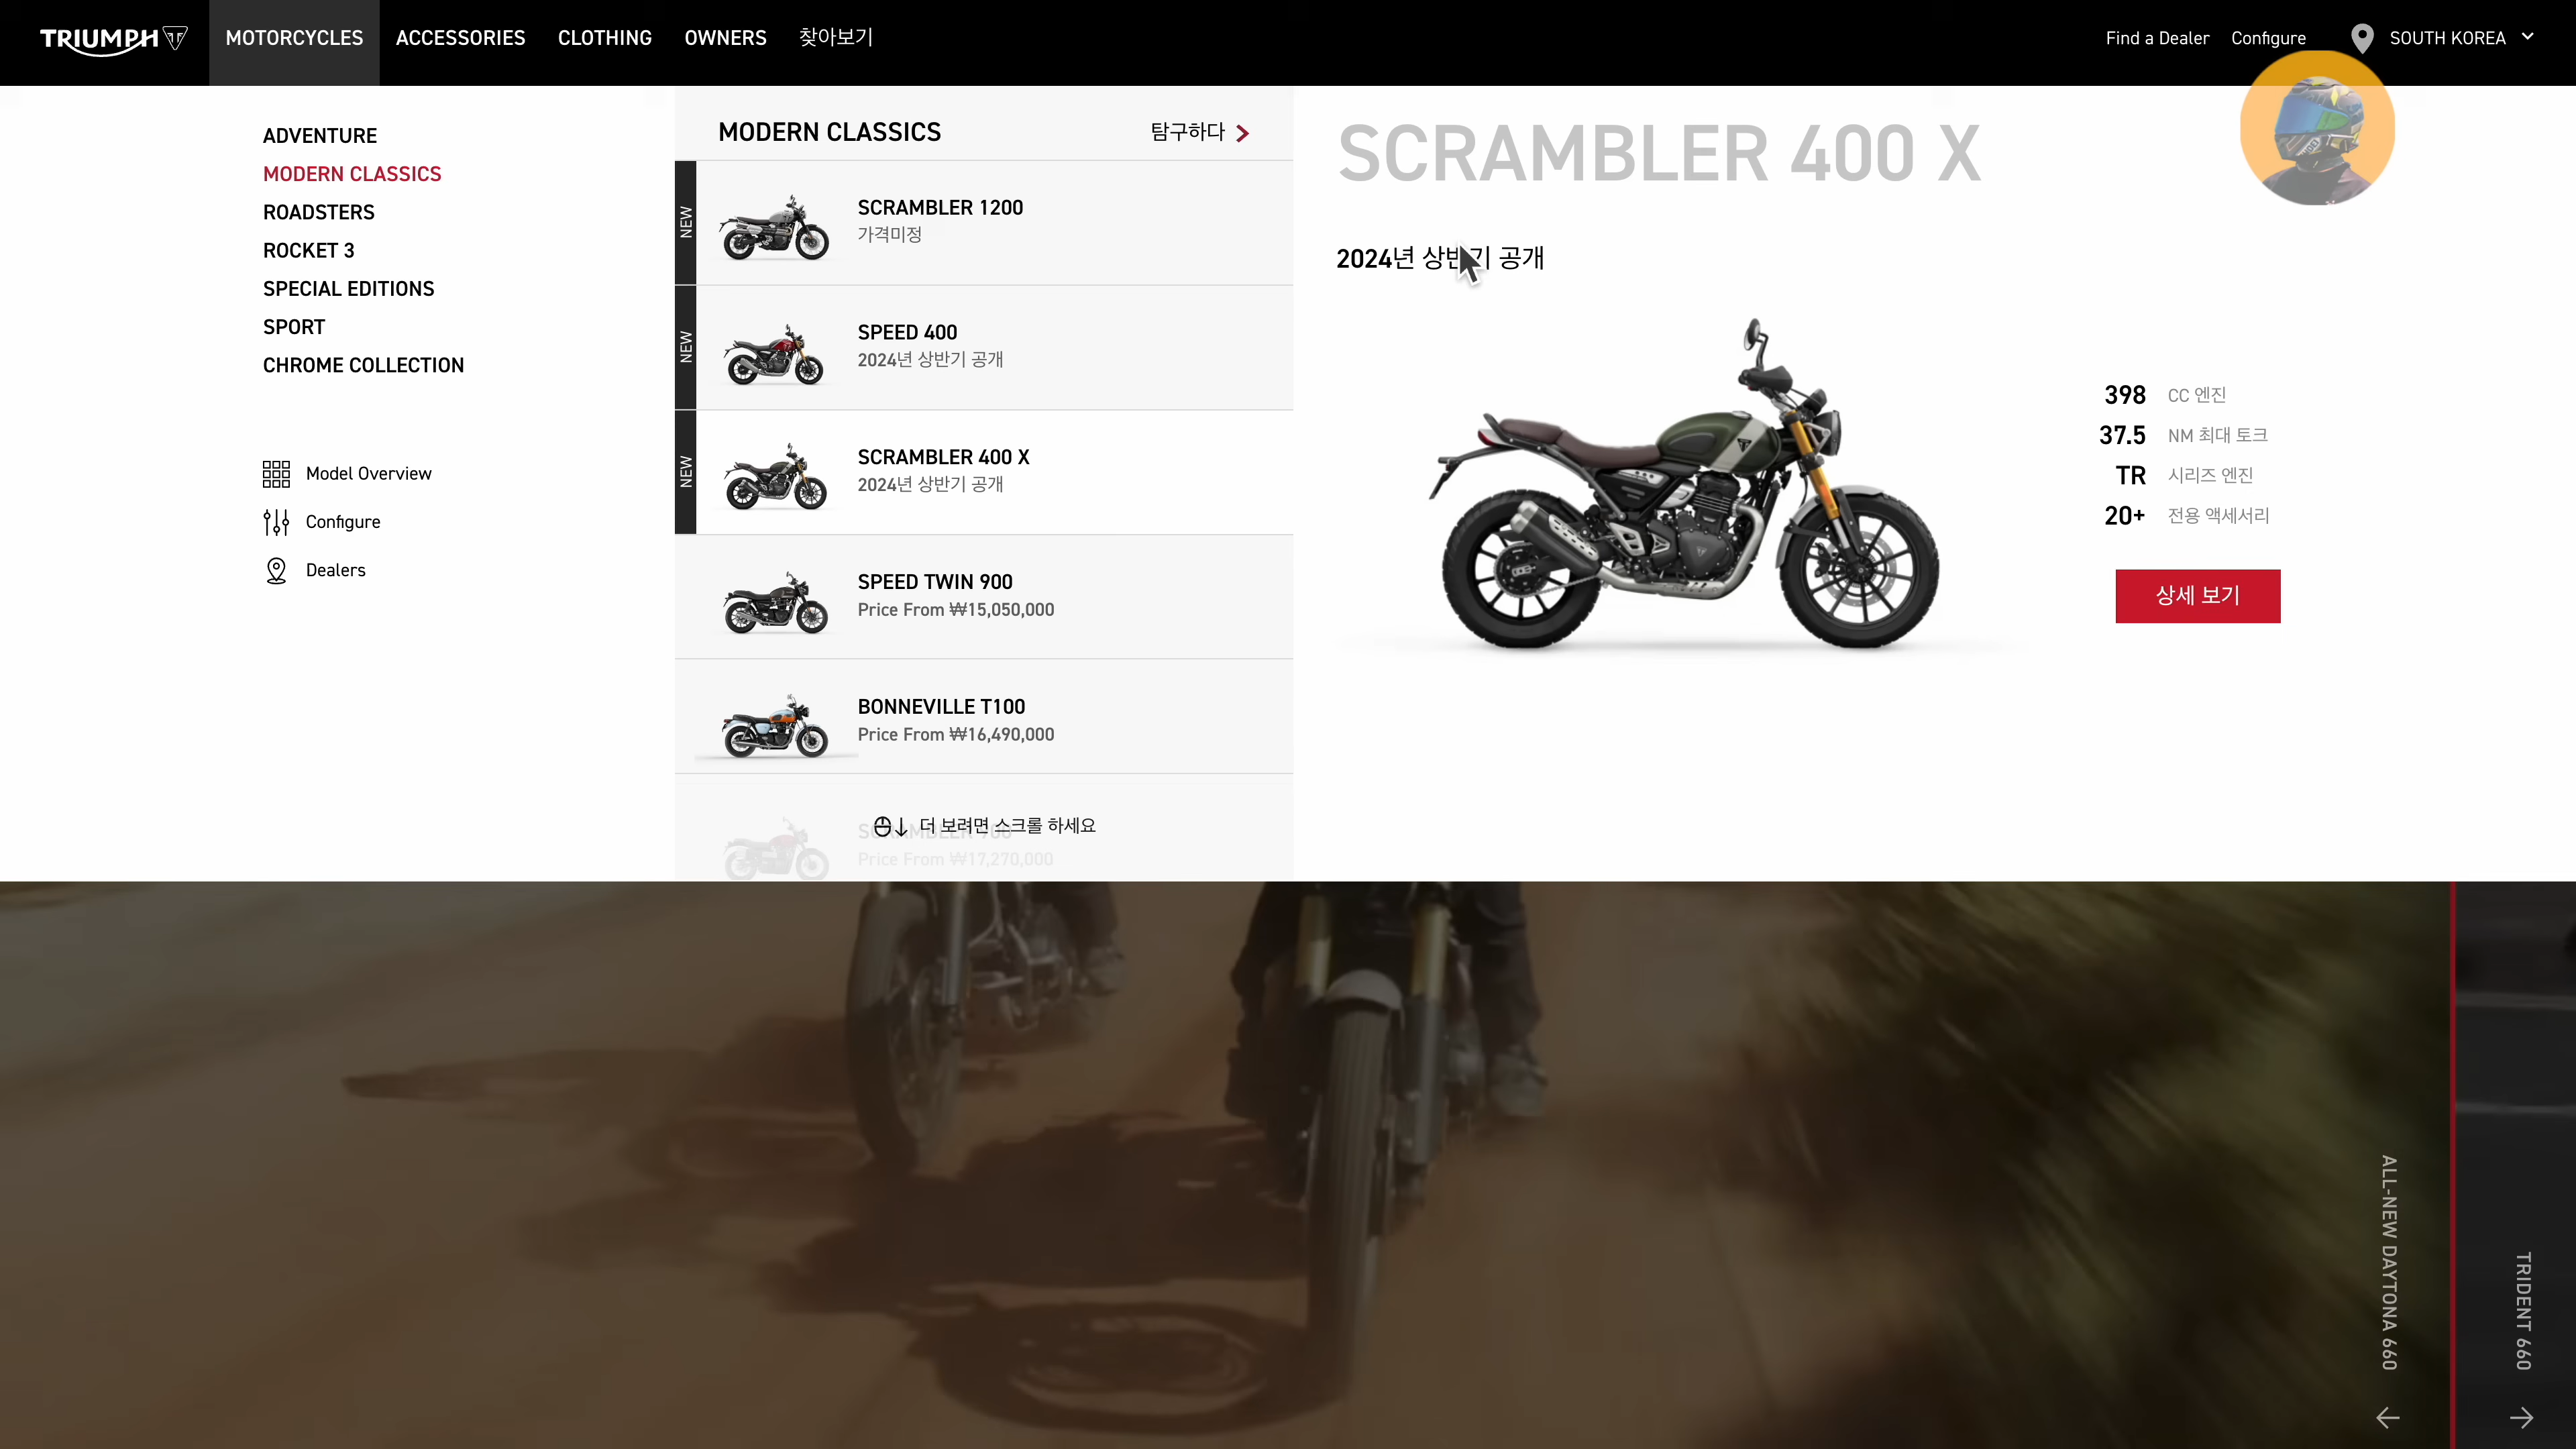 TRIUMPH
MOTORCYCLES
ACCESSORIES
CLOTHING
OWNERS
찾아보기
Find a Dealer
Configure
SOUTH KOREA
ADVENTURE
MODERN CLASSICS
ROADSTERS
ROCKET 3
SPECIAL EDITIONS
SPORT
CHROME COLLECTION
Model Overview
Configure
Dealers
MODERN CLASSICS
탐구하다
NEW
SCRAMBLER 1200
가격미정
NEW
SPEED 400
2024년 상반기 공개
NEW
SCRAMBLER 400 X
2024년 상반기 공개
SPEED TWIN 900
Price From ₩15,050,000
BONNEVILLE T100
Price From ₩16,490,000
더 보려면 스크롤 하세요
SCRAMBLER 900
Price From ₩17,270,000
SCRAMBLER 400 X
2024년 상반기 공개
398 CC 엔진
37.5 NM 최대 토크
TR 시리즈 엔진
20+ 전용 액세서리
상세 보기
ALL-NEW DAYTONA 660
TRIDENT 660